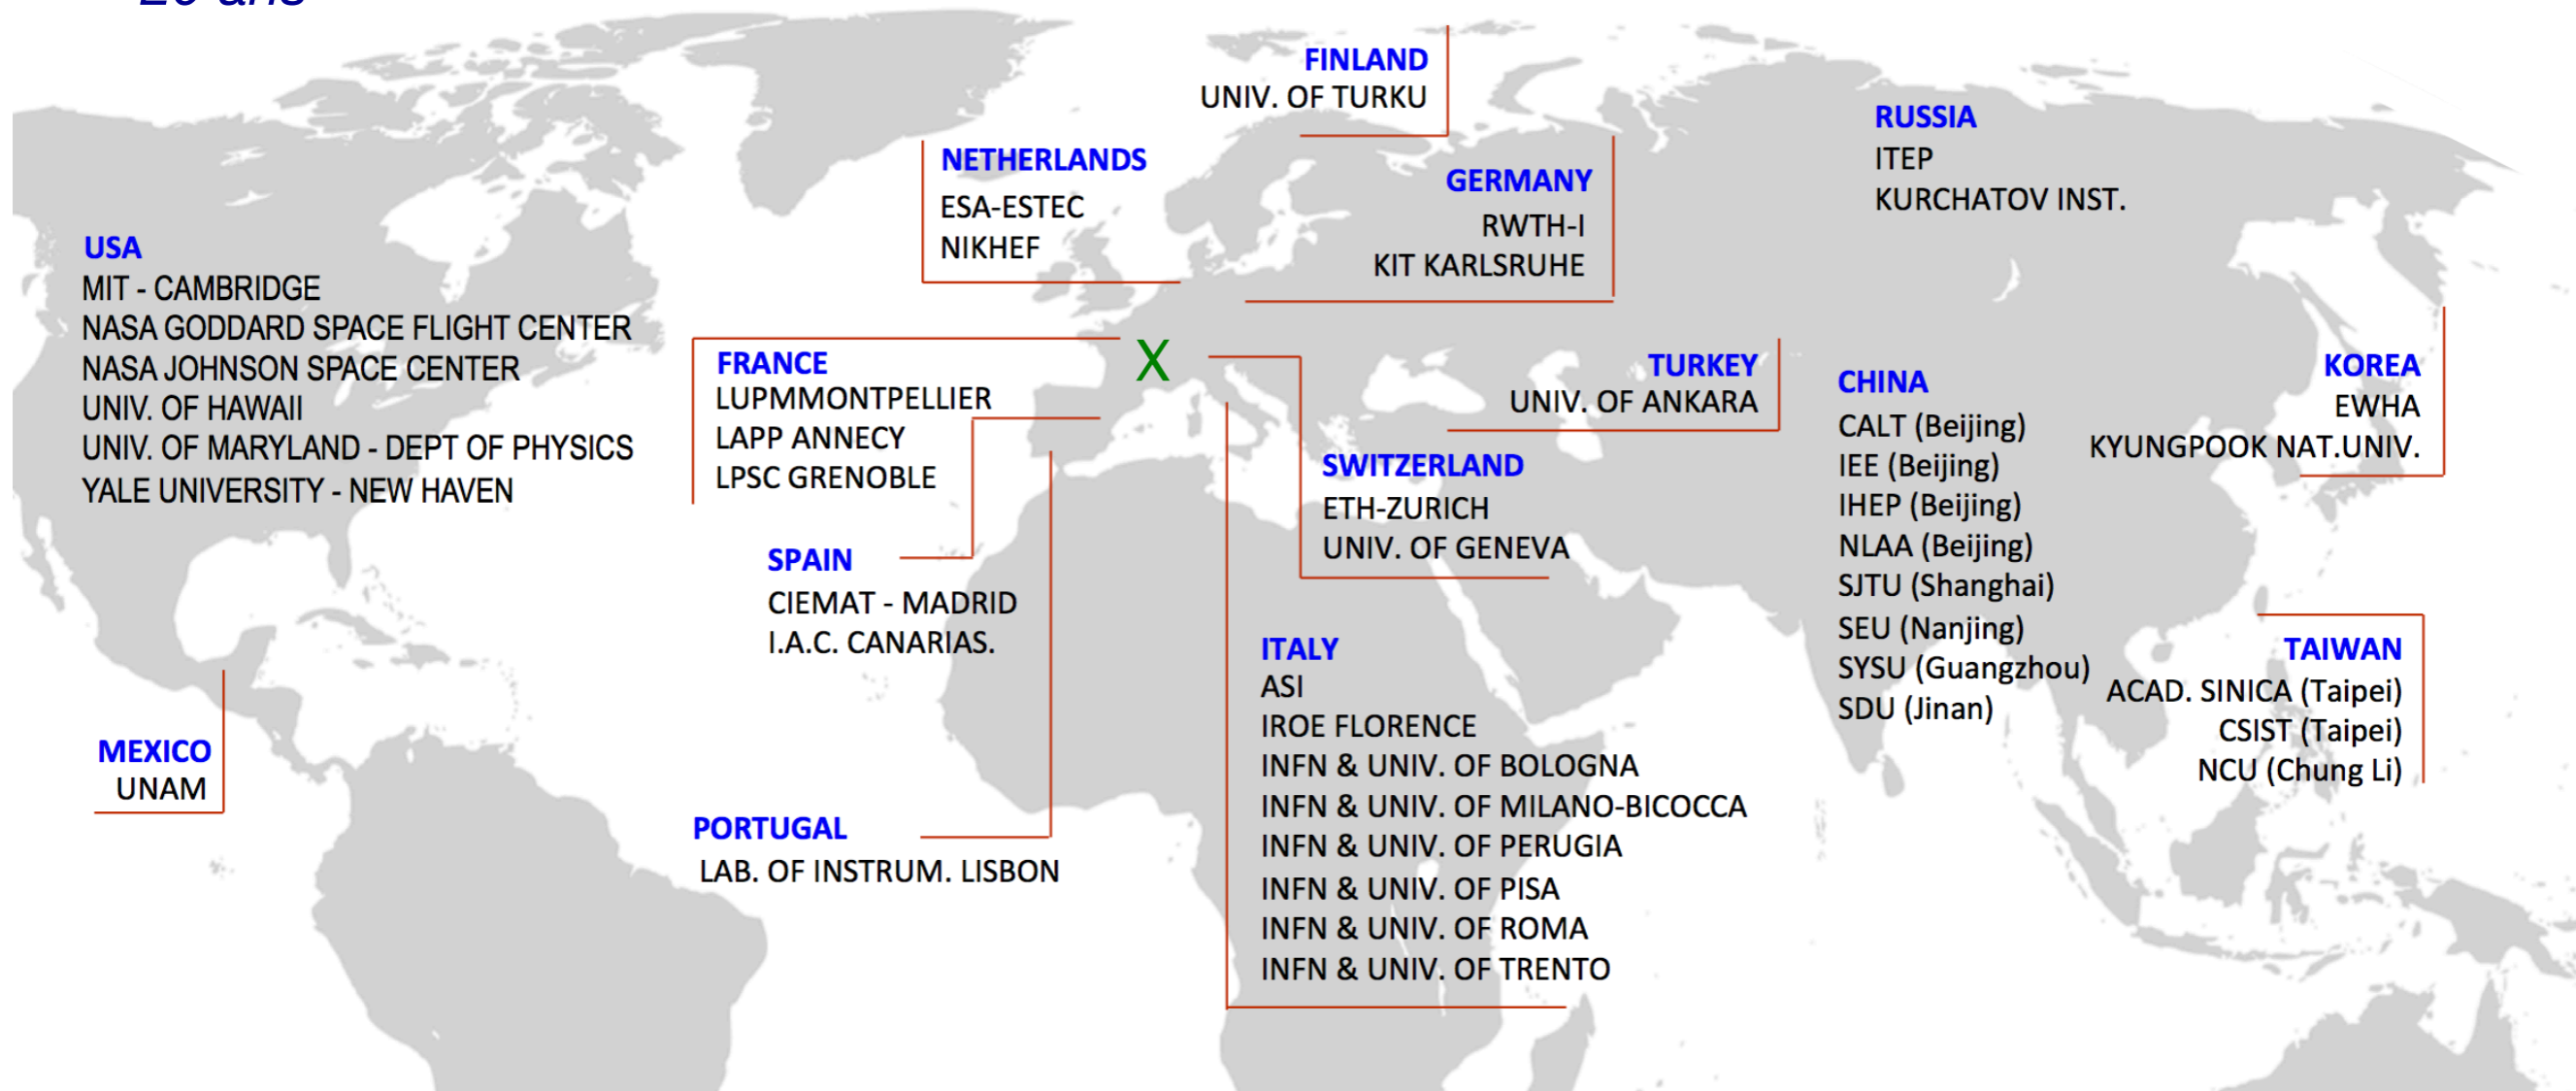 20 ans
FINLAND
UNIV. OF TURKU
RUSSIA
ITEP
KURCHATOV INST.
NETHERLANDS
ESA-ESTEC
NIKHEF
GERMANY
RWTH-I
KIT KARLSRUHE
USA
MIT - CAMBRIDGE
NASA GODDARD SPACE FLIGHT CENTER
NASA JOHNSON SPACE CENTER
UNIV. OF HAWAII
UNIV. OF MARYLAND - DEPT OF PHYSICS
YALE UNIVERSITY - NEW HAVEN
FRANCE
LUPMMONTPELLIER
LAPP ANNECY
LPSC GRENOBLE
X
TURKEY
UNIV. OF ANKARA
CHINA
CALT (Beijing)
IEE (Beijing)
IHEP (Beijing)
NLAA (Beijing)
SJTU (Shanghai)
SEU (Nanjing)
SYSU (Guangzhou)
SDU (Jinan)
KOREA
EWHA
KYUNGPOOK NAT.UNIV.
SWITZERLAND
ETH-ZURICH
UNIV. OF GENEVA
SPAIN
CIEMAT - MADRID
I.A.C. CANARIAS.
ITALY
ASI
IROE FLORENCE
INFN & UNIV. OF BOLOGNA
INFN & UNIV. OF MILANO-BICOCCA
INFN & UNIV. OF PERUGIA
INFN & UNIV. OF PISA
INFN & UNIV. OF ROMA
INFN & UNIV. OF TRENTO
TAIWAN
ACAD. SINICA (Taipei)
CSIST (Taipei)
NCU (Chung Li)
MEXICO
UNAM
PORTUGAL
LAB. OF INSTRUM. LISBON